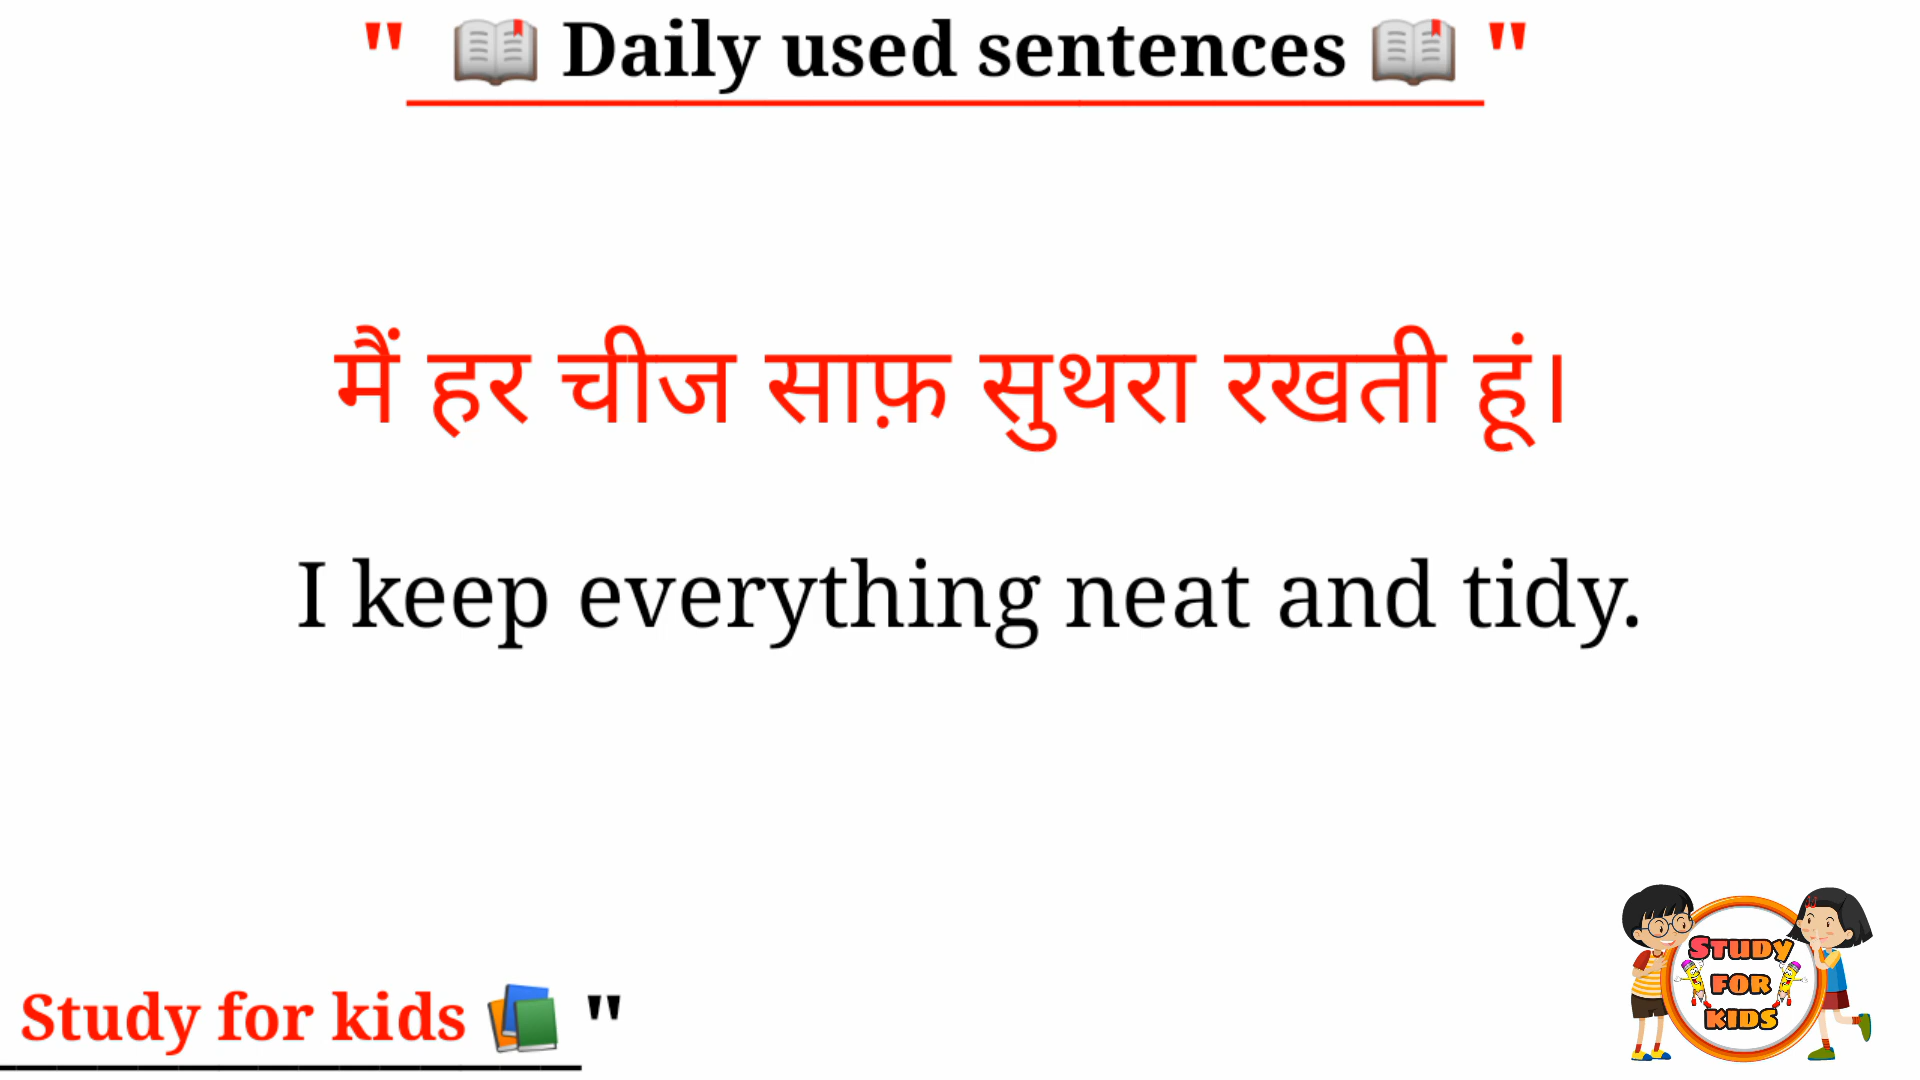 " 📖 Daily used sentences 📖 "
मैं हर चीज साफ़ सुथरा रखती हूं।
I keep everything neat and tidy.
Study for kids 📚 "
STUDY
FOR
KIDS